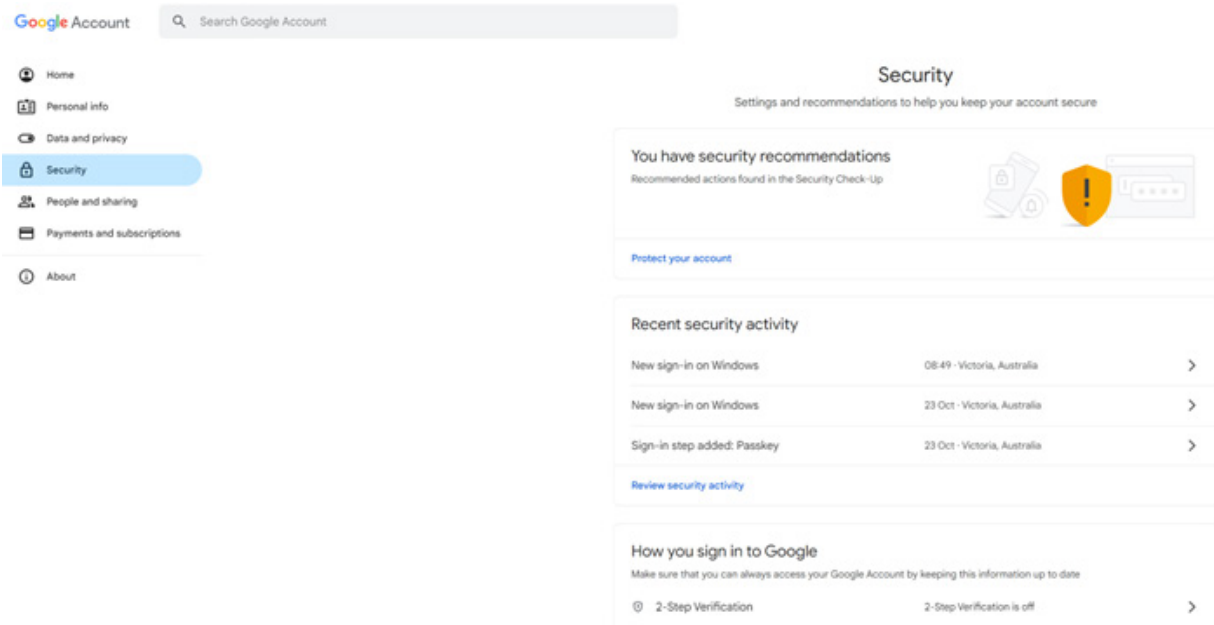 Google Account
Search Google Account
Home
Personal info
Data and privacy
Security
People and sharing
Payments and subscriptions
About
Security
Settings and recommendations to help you keep your account secure
You have security recommendations
Recommended actions found in the Security Check-Up
Protect your account
Recent security activity
New sign-in on Windows 08:49 · Victoria, Australia
New sign-in on Windows 23 Oct · Victoria, Australia
Sign-in step added: Passkey 23 Oct · Victoria, Australia
Review security activity
How you sign in to Google
Make sure that you can always access your Google Account by keeping this information up to date
2-Step Verification 2-Step Verification is off